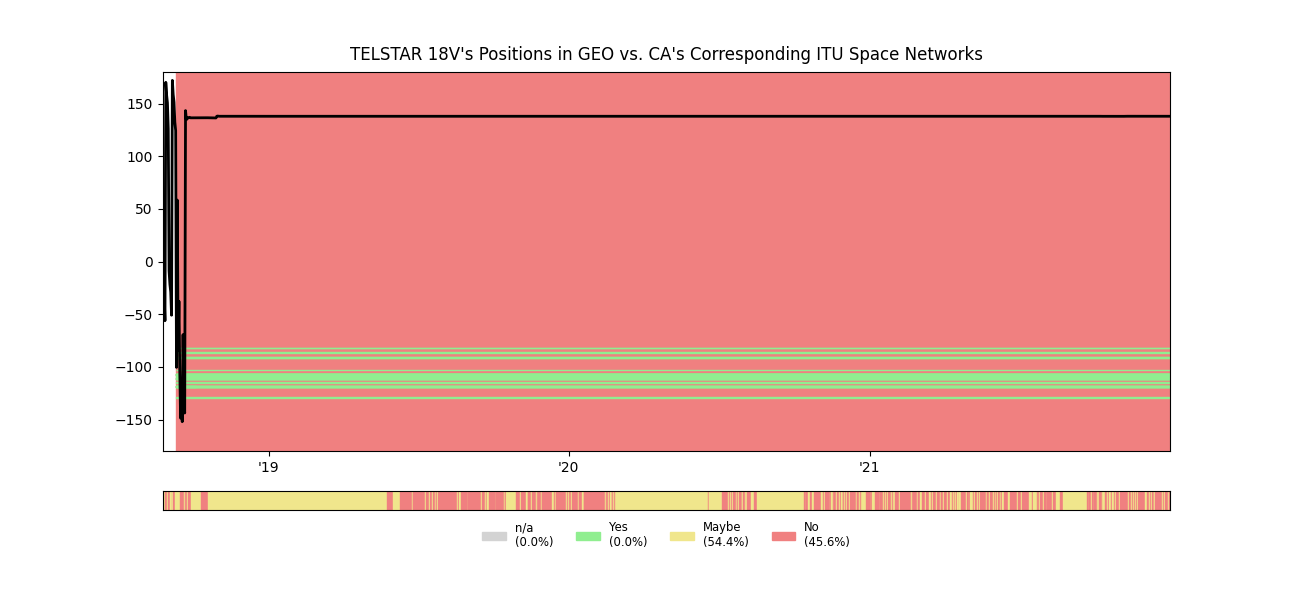 TELSTAR 18V's Positions in GEO vs. CA's Corresponding ITU Space Networks
150
100
50
0
−50
−100
−150
'19 '20 '21
n/a Yes Maybe No
(0.0%) (0.0%) (54.4%) (45.6%)